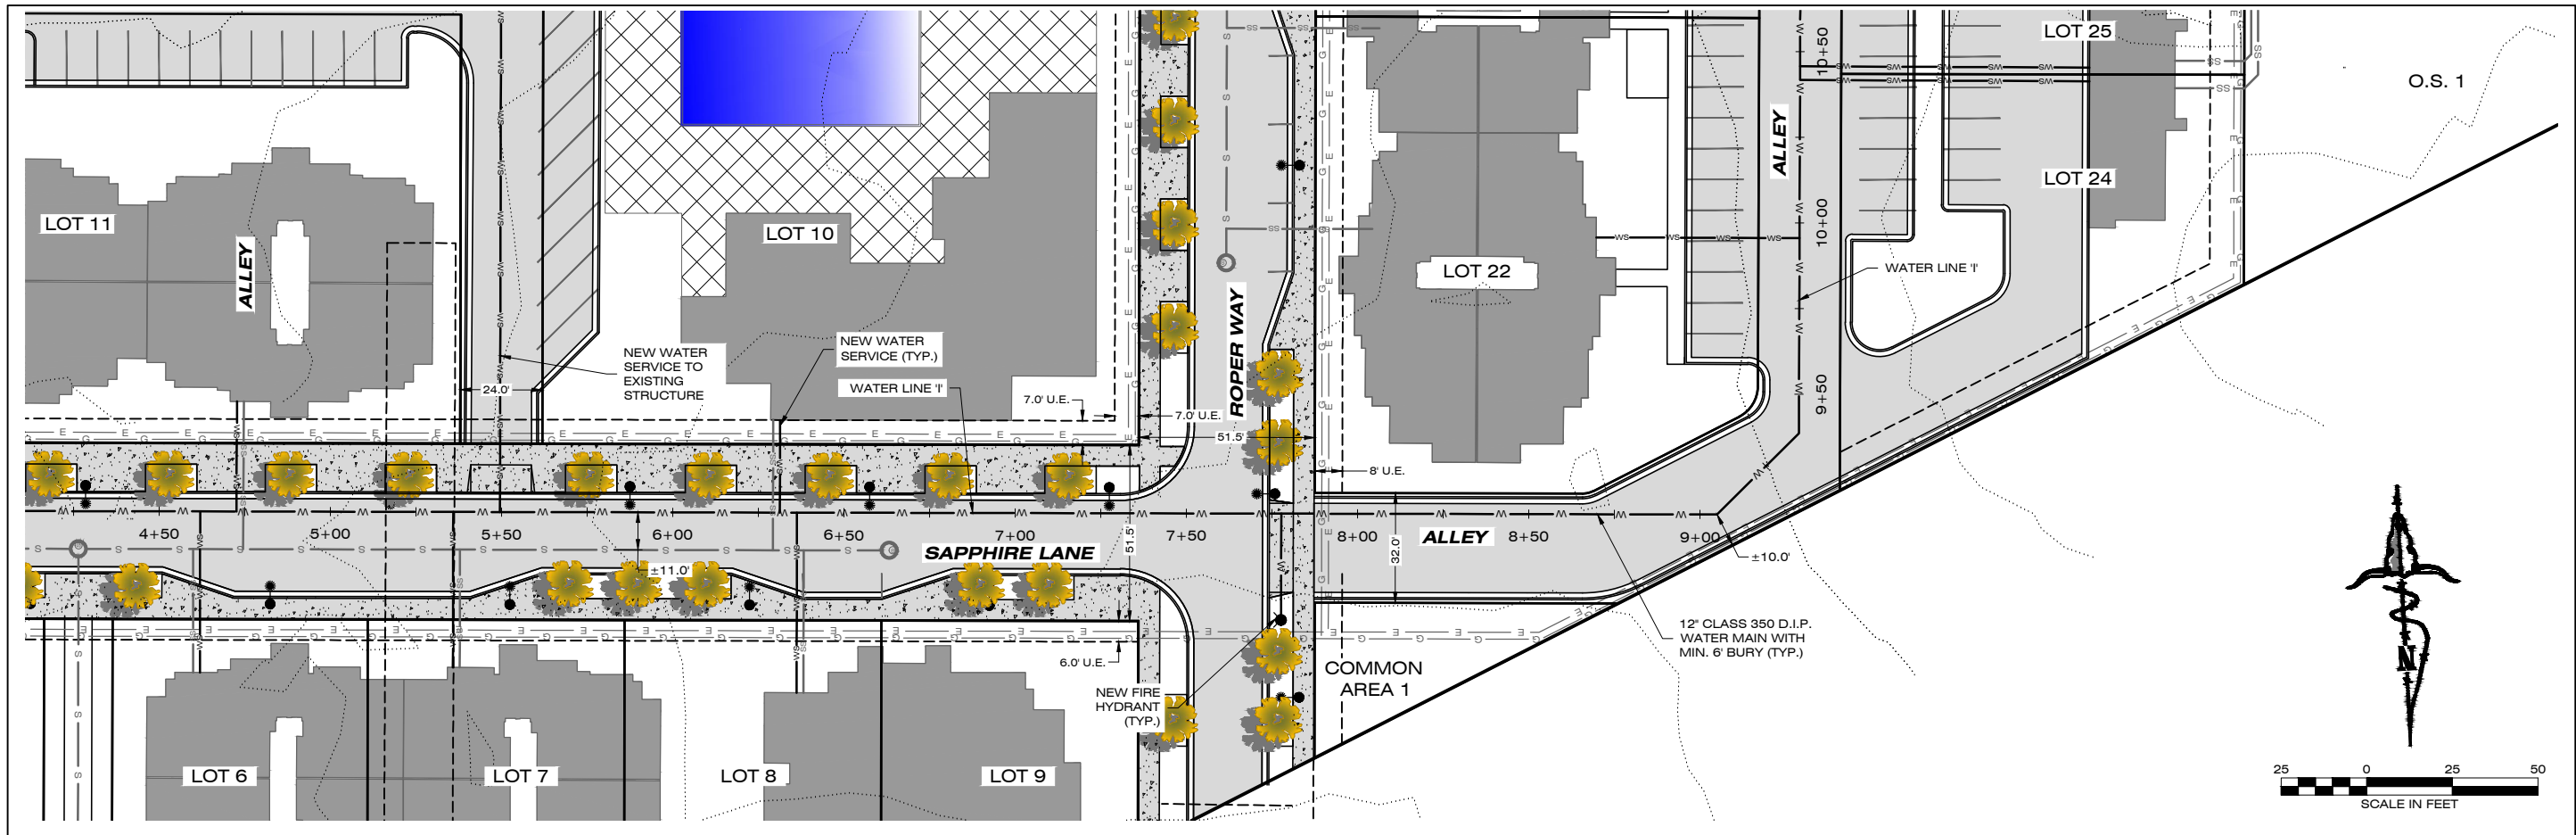 LOT 25
10+50
O.S. 1
ALLEY
LOT 24
LOT 11
ALLEY
LOT 10
10+00
LOT 22
WATER LINE 'I'
ROPER WAY
NEW WATER
SERVICE (TYP.)
NEW WATER
SERVICE TO
EXISTING
STRUCTURE
24.0'
WATER LINE 'I'
7.0' U.E.
7.0' U.E.
51.5'
9+50
8' U.E.
4+50
5+00
5+50
6+00
6+50
7+00
7+50
8+00
8+50
9+00
SAPPHIRE LANE
51.5'
32.0'
ALLEY
±10.0'
±11.0'
12" CLASS 350 D.I.P.
WATER MAIN WITH
MIN. 6' BURY (TYP.)
6.0' U.E.
NEW FIRE
HYDRANT
(TYP.)
COMMON
AREA 1
LOT 6
LOT 7
LOT 8
LOT 9
N
25
0
25
50
SCALE IN FEET